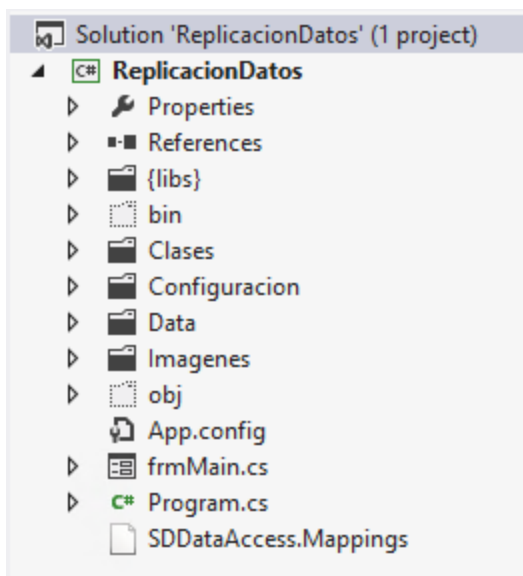 Solution 'ReplicacionDatos' (1 project)
C# ReplicacionDatos
Properties
References
{libs}
bin
Clases
Configuracion
Data
Imagenes
obj
App.config
frmMain.cs
C# Program.cs
SDDataAccess.Mappings